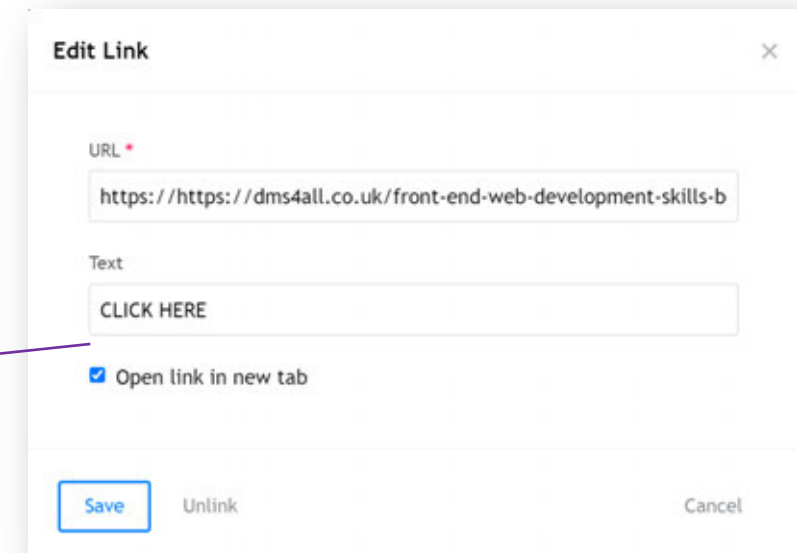 Edit Link
URL *
https://https://dms4all.co.uk/front-end-web-development-skills-b
Text
CLICK HERE
Open link in new tab
Save Unlink Cancel